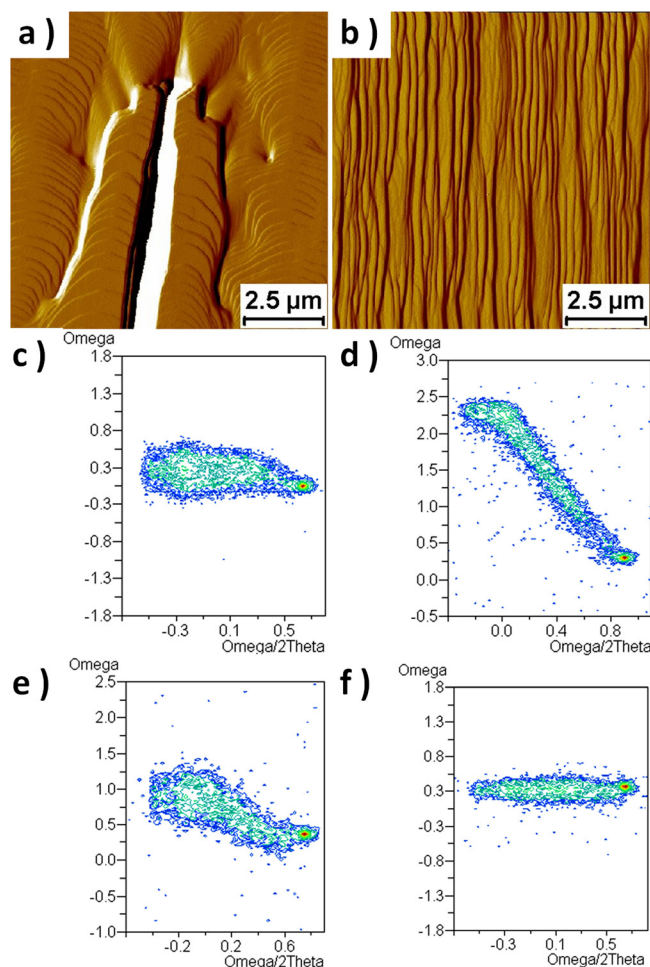 a )
b )
2.5 µm
2.5 µm
c )
Omega
1.8
1.3
0.8
0.3
-0.3
-0.8
-1.3
-1.8
-0.3
0.1
0.5
Omega/2Theta
d )
Omega
3.0
2.5
2.0
1.5
1.0
0.5
0.0
-0.5
0.0
0.4
0.8
Omega/2Theta
e )
Omega
2.5
2.0
1.5
1.0
0.5
0.0
-0.5
-1.0
-0.2
0.2
0.6
Omega/2Theta
f )
Omega
1.8
1.3
0.8
0.3
-0.3
-0.8
-1.3
-1.8
-0.3
0.1
0.5
Omega/2Theta